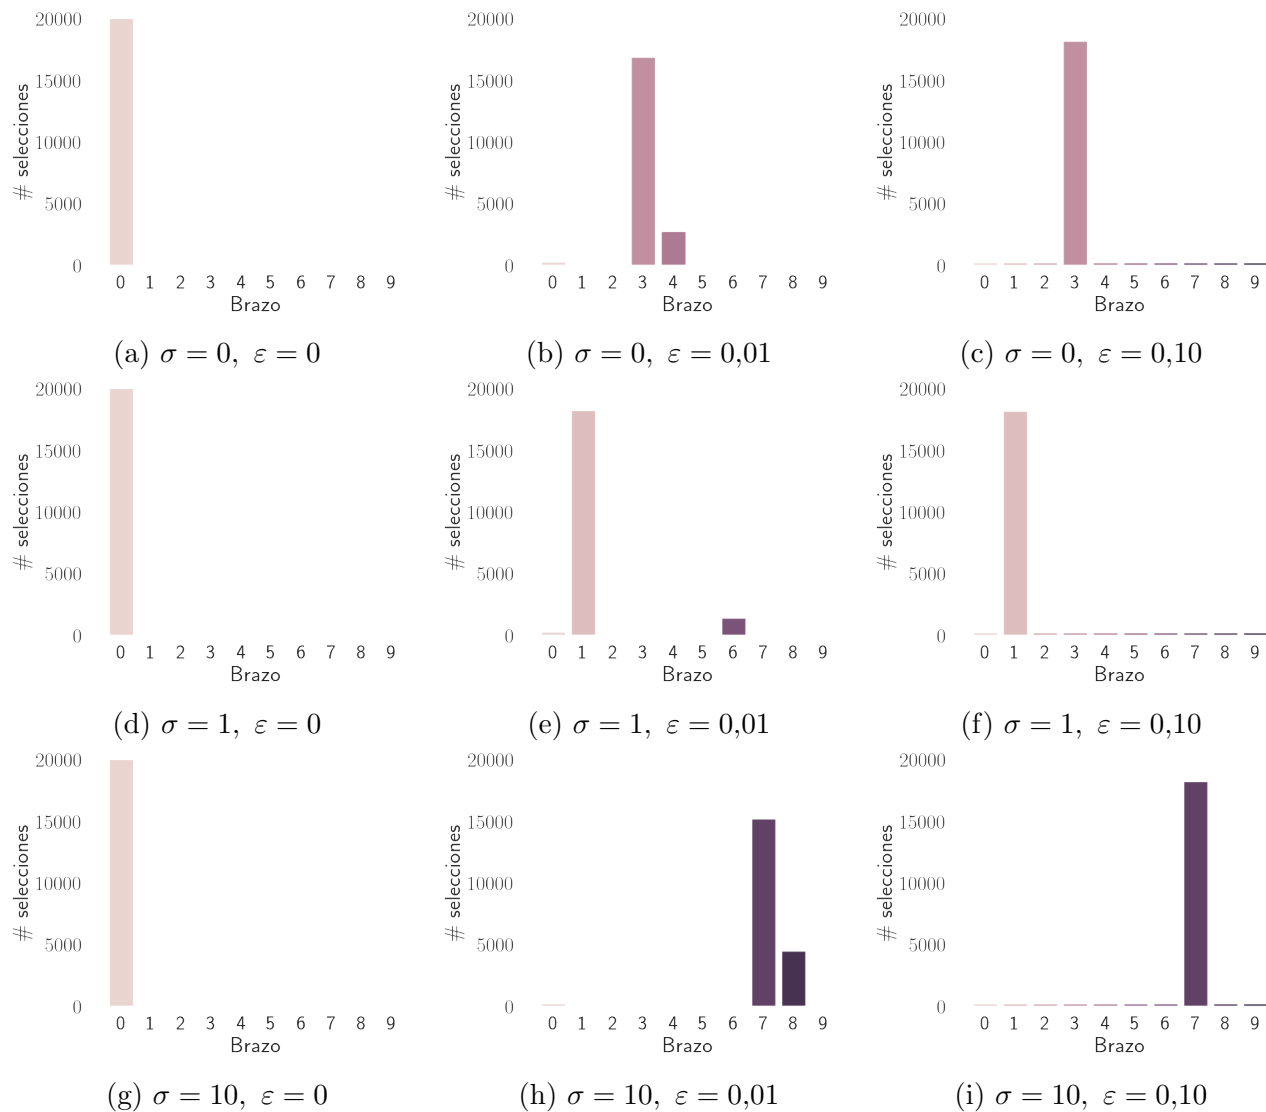 20000 20000 20000
15000 15000 15000
10000 10000 10000
5000 5000 5000
0 0 0
# selecciones # selecciones # selecciones
0 1 2 3 4 5 6 7 8 9 0 1 2 3 4 5 6 7 8 9 0 1 2 3 4 5 6 7 8 9
Brazo Brazo Brazo
(a) σ = 0, ε = 0 (b) σ = 0, ε = 0,01 (c) σ = 0, ε = 0,10
20000 20000 20000
15000 15000 15000
10000 10000 10000
5000 5000 5000
0 0 0
# selecciones # selecciones # selecciones
0 1 2 3 4 5 6 7 8 9 0 1 2 3 4 5 6 7 8 9 0 1 2 3 4 5 6 7 8 9
Brazo Brazo Brazo
(d) σ = 1, ε = 0 (e) σ = 1, ε = 0,01 (f) σ = 1, ε = 0,10
20000 20000 20000
15000 15000 15000
10000 10000 10000
5000 5000 5000
0 0 0
# selecciones # selecciones # selecciones
0 1 2 3 4 5 6 7 8 9 0 1 2 3 4 5 6 7 8 9 0 1 2 3 4 5 6 7 8 9
Brazo Brazo Brazo
(g) σ = 10, ε = 0 (h) σ = 10, ε = 0,01 (i) σ = 10, ε = 0,10